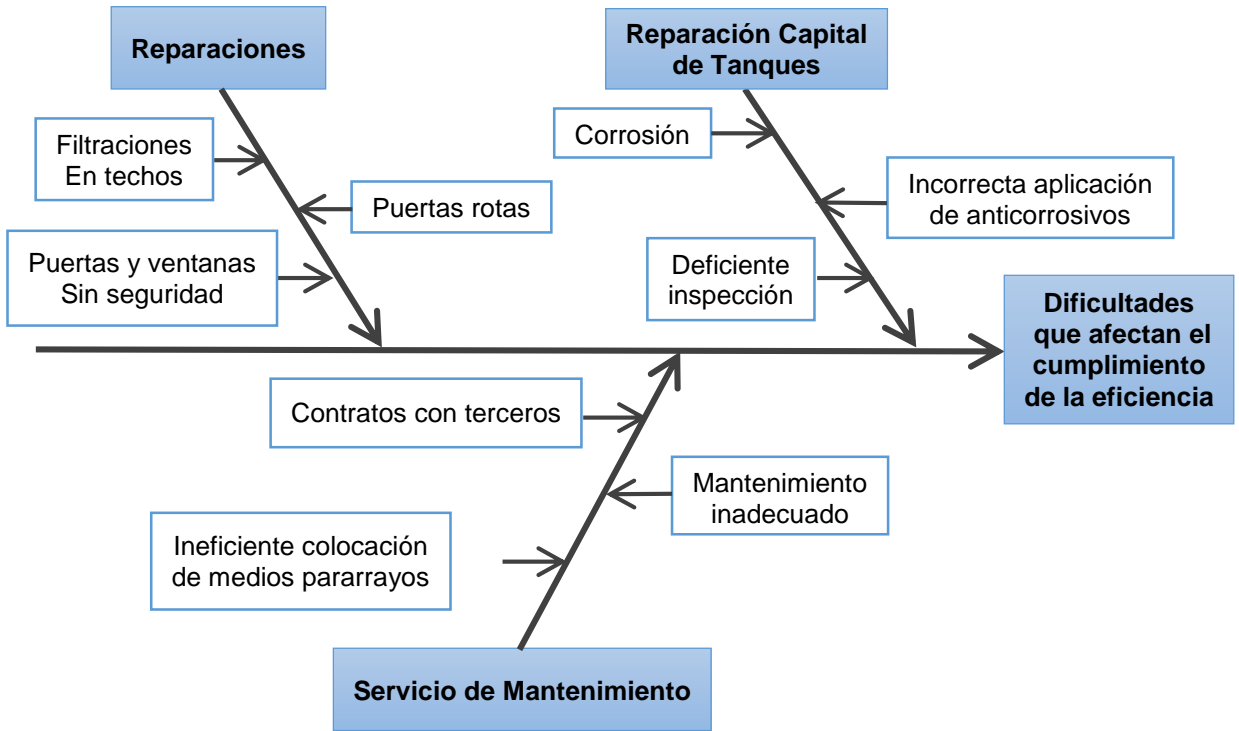 Reparaciones
Reparación Capital
de Tanques
Filtraciones
En techos
Puertas rotas
Puertas y ventanas
Sin seguridad
Corrosión
Incorrecta aplicación
de anticorrosivos
Deficiente
inspección
Dificultades
que afectan el
cumplimiento
de la eficiencia
Contratos con terceros
Mantenimiento
inadecuado
Ineficiente colocación
de medios pararrayos
Servicio de Mantenimiento